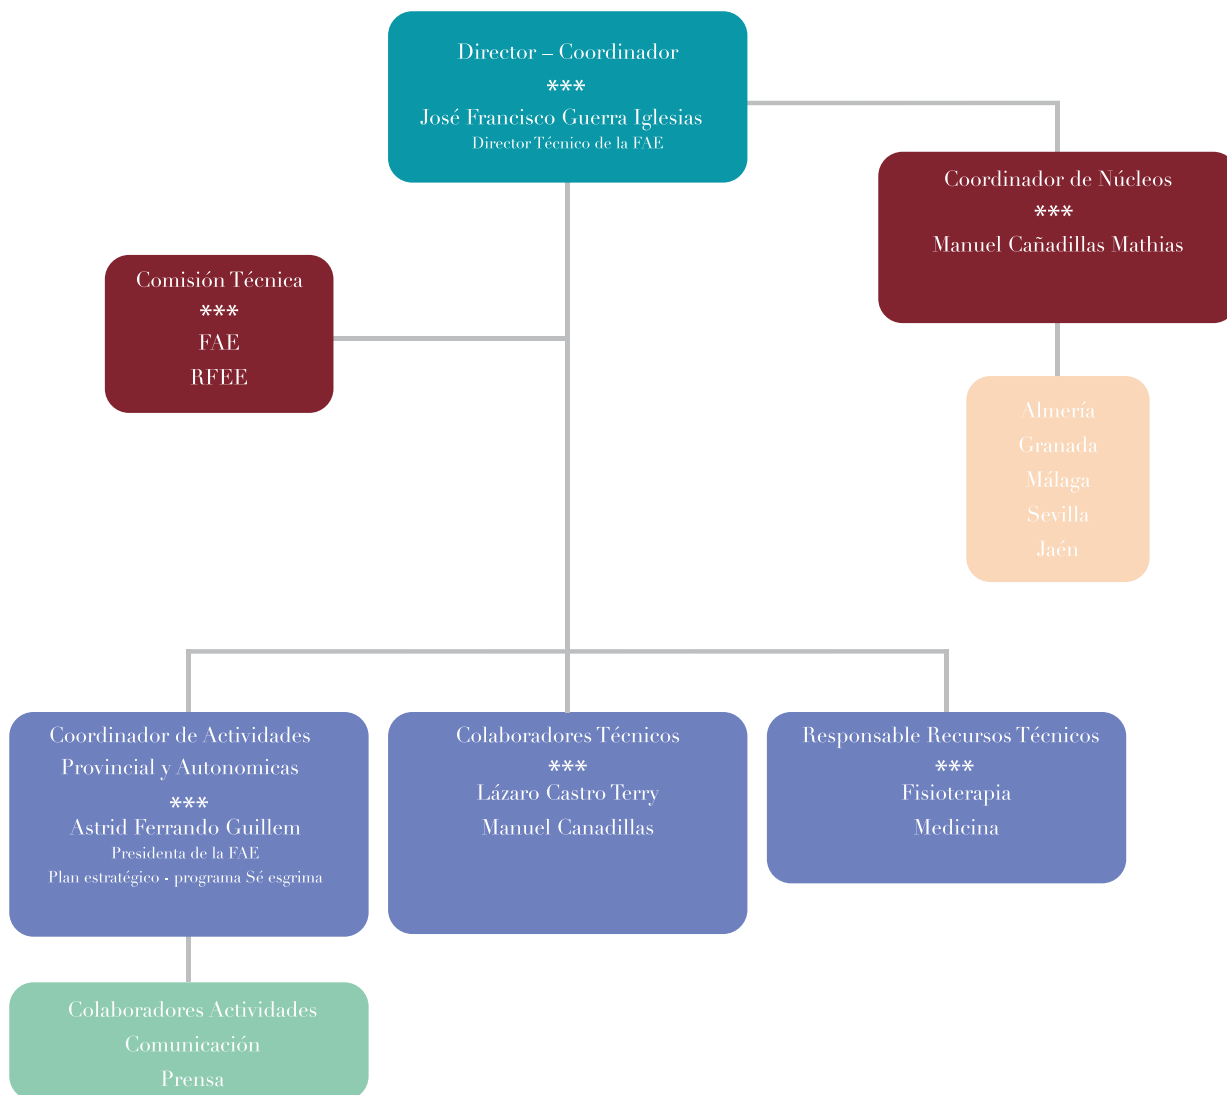 Director – Coordinador
***
José Francisco Guerra Iglesias
Director Técnico de la FAE
Coordinador de Núcleos
***
Manuel Cañadillas Mathias
Comisión Técnica
***
FAE
RFEE
Almería
Granada
Málaga
Sevilla
Jaén
Coordinador de Actividades
Provincial y Autonomicas
***
Astrid Ferrando Guillem
Presidenta de la FAE
Plan estratégico - programa Sé esgrima
Colaboradores Técnicos
***
Lázaro Castro Terry
Manuel Canadillas
Responsable Recursos Técnicos
***
Fisioterapia
Medicina
Colaboradores Actividades
Comunicación
Prensa